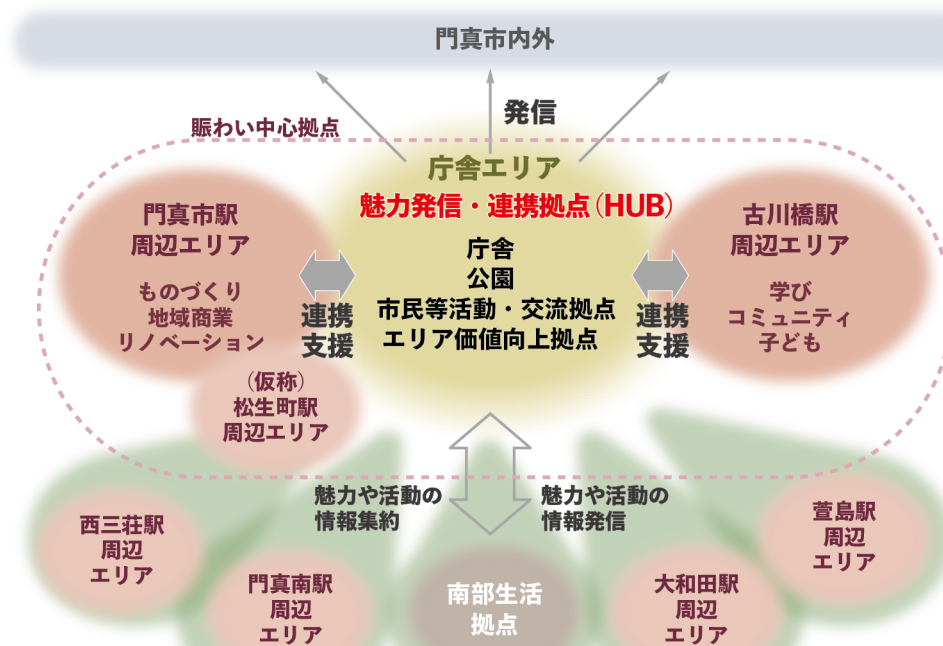 門真市内外
発信
賑わい中心拠点
庁舎エリア
魅力発信・連携拠点（HUB）
庁舎
公園
市民等活動・交流拠点
エリア価値向上拠点
門真市駅
周辺エリア
ものづくり
地域商業
リノベーション
連携
支援
連携
支援
古川橋駅
周辺エリア
学び
コミュニティ
子ども
（仮称）
松生町駅
周辺エリア
魅力や活動の
情報集約
魅力や活動の
情報発信
西三荘駅
周辺
エリア
門真南駅
周辺
エリア
南部生活
拠点
大和田駅
周辺
エリア
萱島駅
周辺
エリア